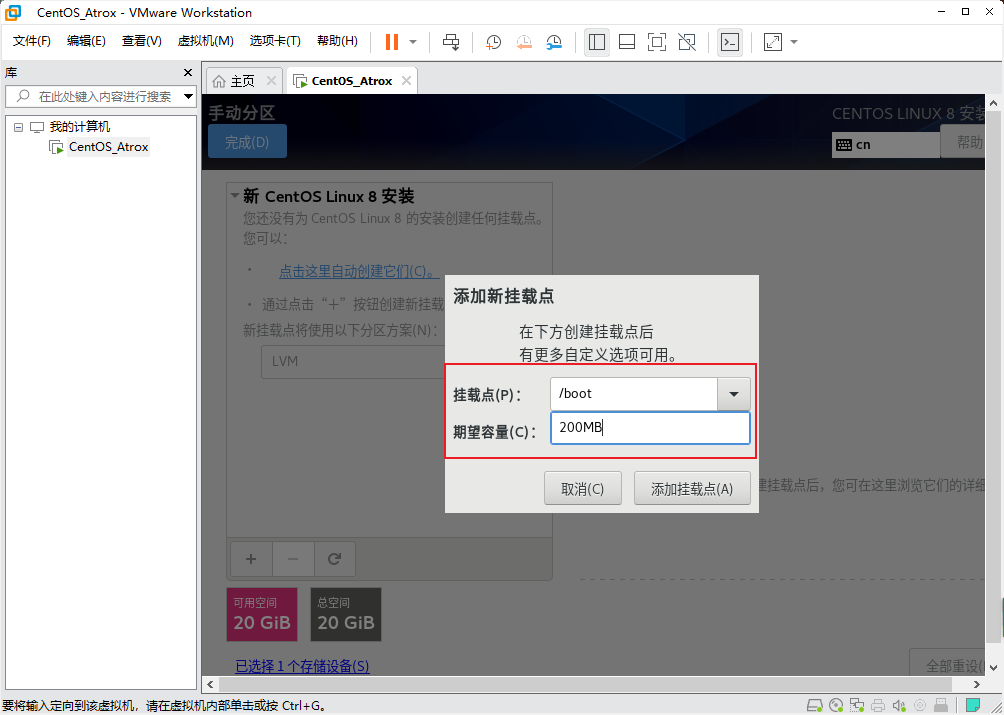 CentOS_Atrox - VMware Workstation
文件(F) 编辑(E) 查看(V) 虚拟机(M) 选项卡(T) 帮助(H)
库
在此处键入内容进行搜索
我的计算机
CentOS_Atrox
主页 CentOS_Atrox
手动分区
完成(D)
CENTOS LINUX 8 安装
cn
帮助
新 CentOS Linux 8 安装
您还没有为 CentOS Linux 8 的安装创建任何挂载点。
您可以：
· 点击这里自动创建它们(C)。
· 通过点击“+”按钮创建新挂载
新挂载点将使用以下分区方案(N)：
LVM
添加新挂载点
在下方创建挂载点后
有更多自定义选项可用。
挂载点(P)： /boot
期望容量(C)： 200MB
取消(C) 添加挂载点(A)
建挂载点后，您可在这里浏览它们的详细
可用空间
20 GiB
总空间
20 GiB
已选择 1 个存储设备(S)
全部重设(
要将输入定向到该虚拟机，请在虚拟机内部单击或按 Ctrl+G。